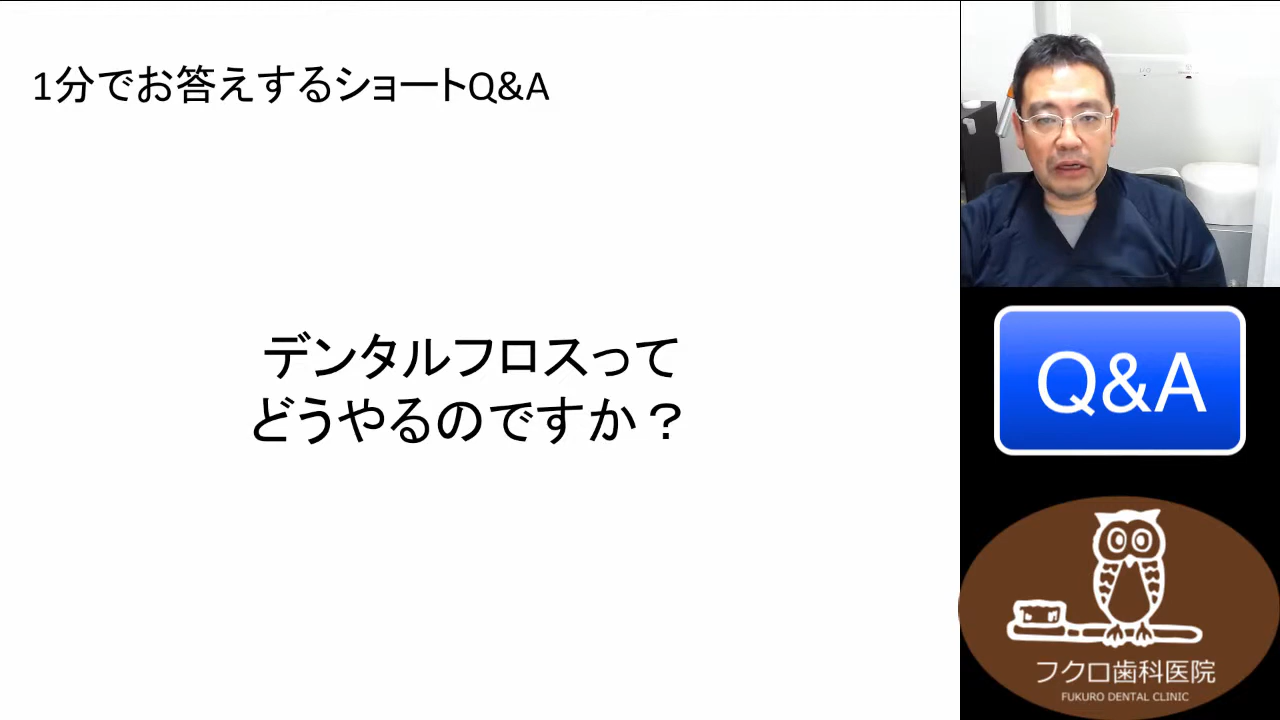 1分でお答えするショートQ&A
デンタルフロスって
どうやるのですか？
Q&A
フクロ歯科医院
FUKURO DENTAL CLINIC